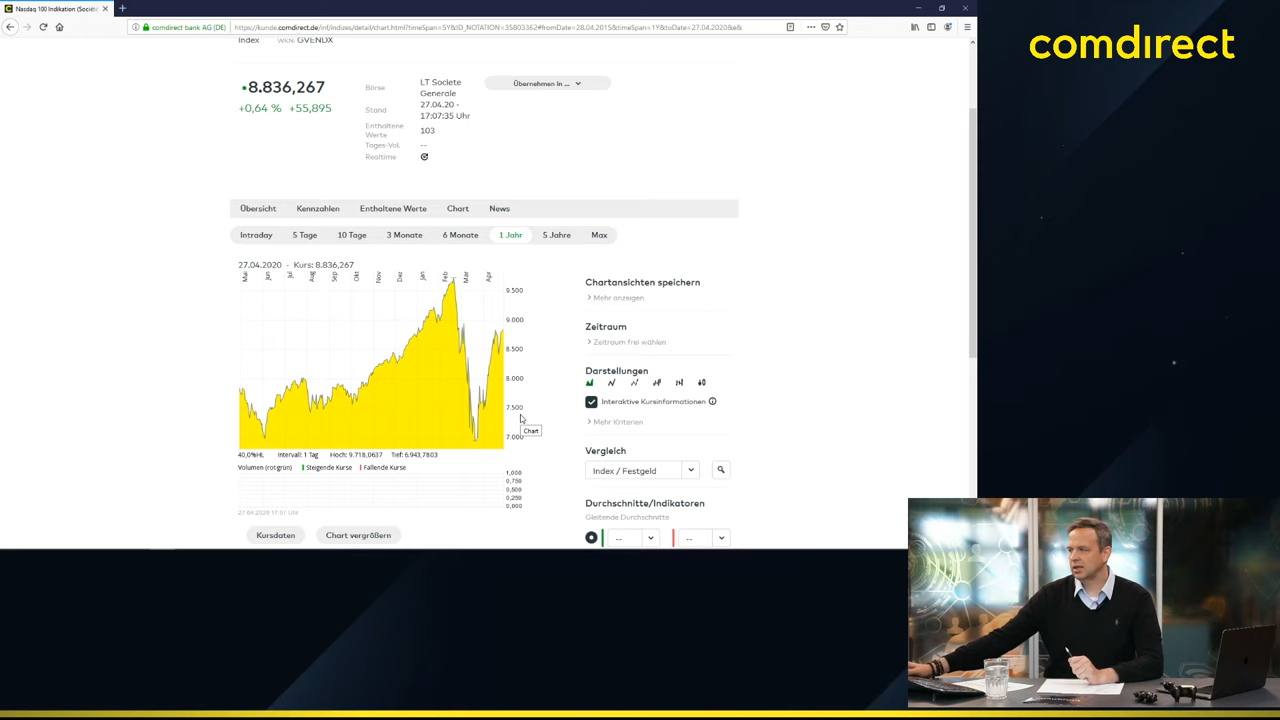 Nasdaq 100 Indikation (Sociét
comdirect bank AG (DE)
https://kunde.comdirect.de/inf/indizes/detail/chart.html?timeSpan=5Y&ID_NOTATION=35803362#fromDate=28.04.2015&timeSpan=1Y&toDate=27.04.2020&e&
comdirect
Index WKN: GVENDX
8.836,267
+0,64 % +55,895
Börse
LT Societe
Generale
Stand
27.04.20 -
17:07:35 Uhr
Enthaltene
Werte
103
Tages-Vol.
--
Realtime
Übernehmen in ...
Übersicht Kennzahlen Enthaltene Werte Chart News
Intraday 5 Tage 10 Tage 3 Monate 6 Monate 1 Jahr 5 Jahre Max
27.04.2020 - Kurs: 8.836,267
Mai Jun Jul Aug Sep Okt Nov Dez Jan Feb Mär Apr
9.500
9.000
8.500
8.000
7.500
7.000
Chart
40,0%HL Intervall: 1 Tag Hoch: 9.718,0637 Tief: 6.943,7803
Volumen (rot:grün) Steigende Kurse Fallende Kurse
1,000
0,750
0,500
0,250
0,000
27.04.2020 17:07 Uhr
Kursdaten Chart vergrößern
Chartansichten speichern
Mehr anzeigen
Zeitraum
Zeitraum frei wählen
Darstellungen
Interaktive Kursinformationen
Mehr Kriterien
Vergleich
Index / Festgeld
Durchschnitte/Indikatoren
Gleitende Durchschnitte
-- --